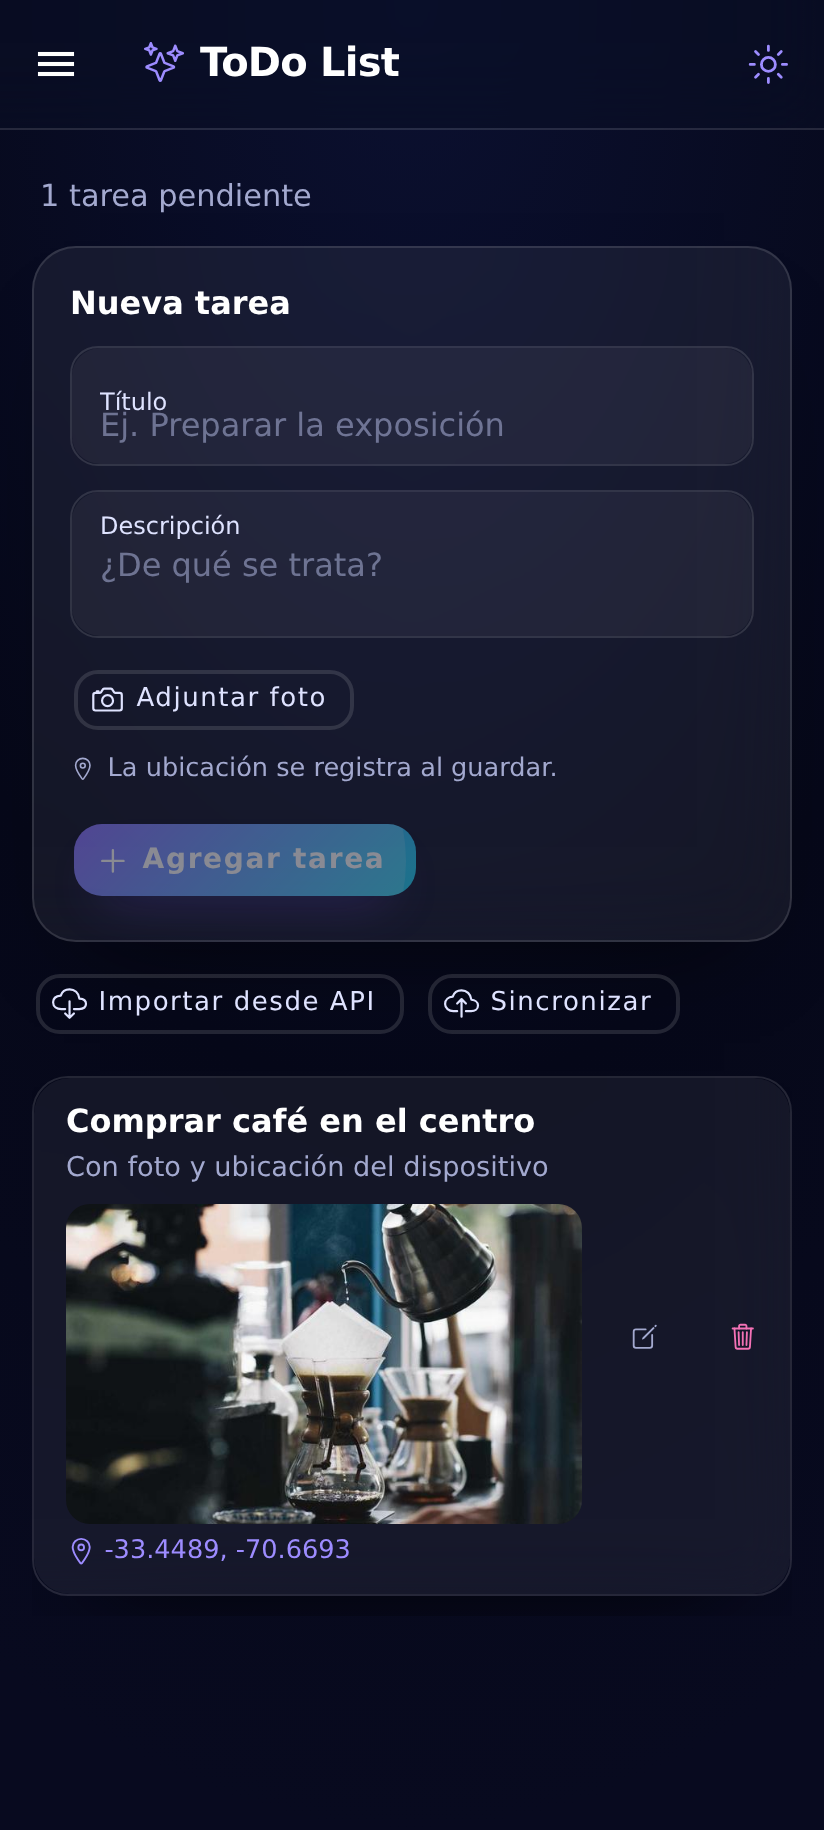 ToDo List
1 tarea pendiente
Nueva tarea
Título
Ej. Preparar la exposición
Descripción
¿De qué se trata?
Adjuntar foto
La ubicación se registra al guardar.
Agregar tarea
Importar desde API
Sincronizar
Comprar café en el centro
Con foto y ubicación del dispositivo
-33.4489, -70.6693